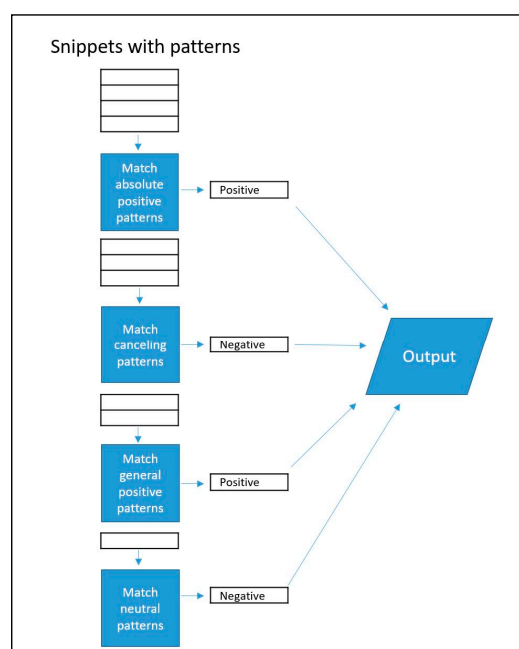 Snippets with patterns
Match
absolute
positive
patterns
Positive
Match
canceling
patterns
Negative
Output
Match
general
positive
patterns
Positive
Match
neutral
patterns
Negative